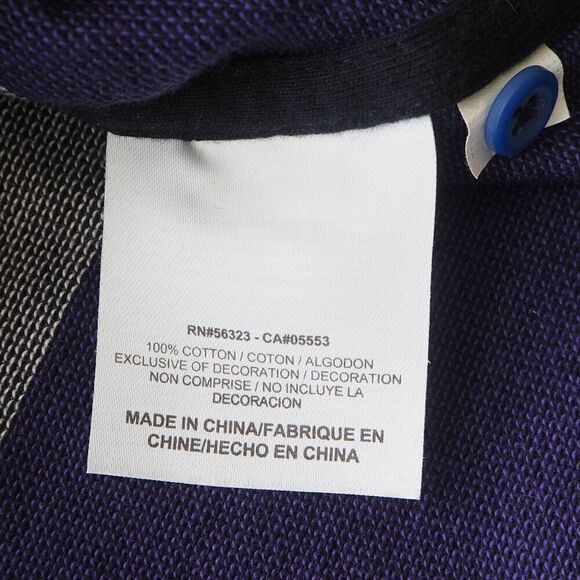 RN#56323 - CA#05553
100% COTTON / COTON / ALGODON
EXCLUSIVE OF DECORATION / DECORATION
NON COMPRISE / NO INCLUYE LA
DECORACION
MADE IN CHINA/FABRIQUE EN
CHINE/HECHO EN CHINA